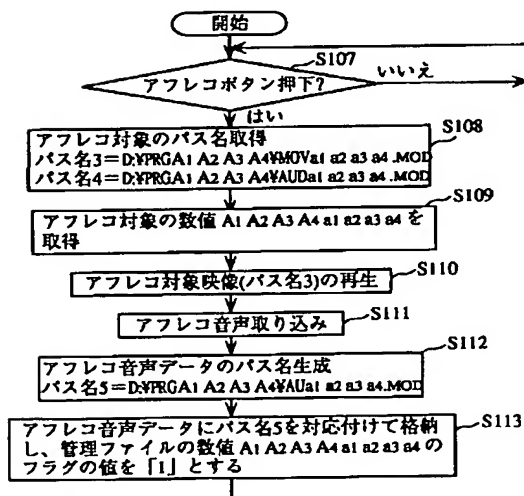 開始
S107
アフレコボタン押下?
いいえ
はい
S108
アフレコ対象のパス名取得
パス名3=D:¥PRGA1 A2 A3 A4¥MOVa1 a2 a3 a4 .MOD
パス名4=D:¥PRGA1 A2 A3 A4¥AUDa1 a2 a3 a4 .MOD
S109
アフレコ対象の数値 A1 A2 A3 A4 a1 a2 a3 a4 を
取得
S110
アフレコ対象映像(パス名3)の再生
S111
アフレコ音声取り込み
S112
アフレコ音声データのパス名生成
パス名5=D:¥PRGA1 A2 A3 A4¥AUa1 a2 a3 a4.MOD
S113
アフレコ音声データにパス名5を対応付けて格納
し、管理ファイルの数値 A1 A2 A3 A4 a1 a2 a3 a4 の
フラグの値を「1」とする